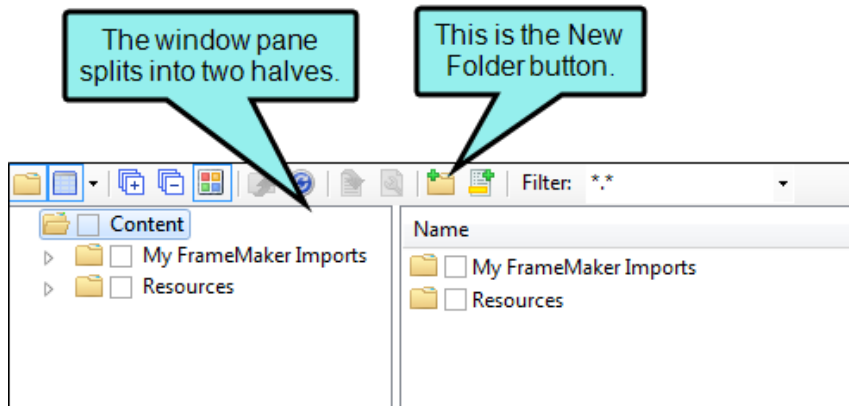 The window pane
splits into two halves.
This is the New
Folder button.
Filter: *.*
Content
My FrameMaker Imports
Resources
Name
My FrameMaker Imports
Resources